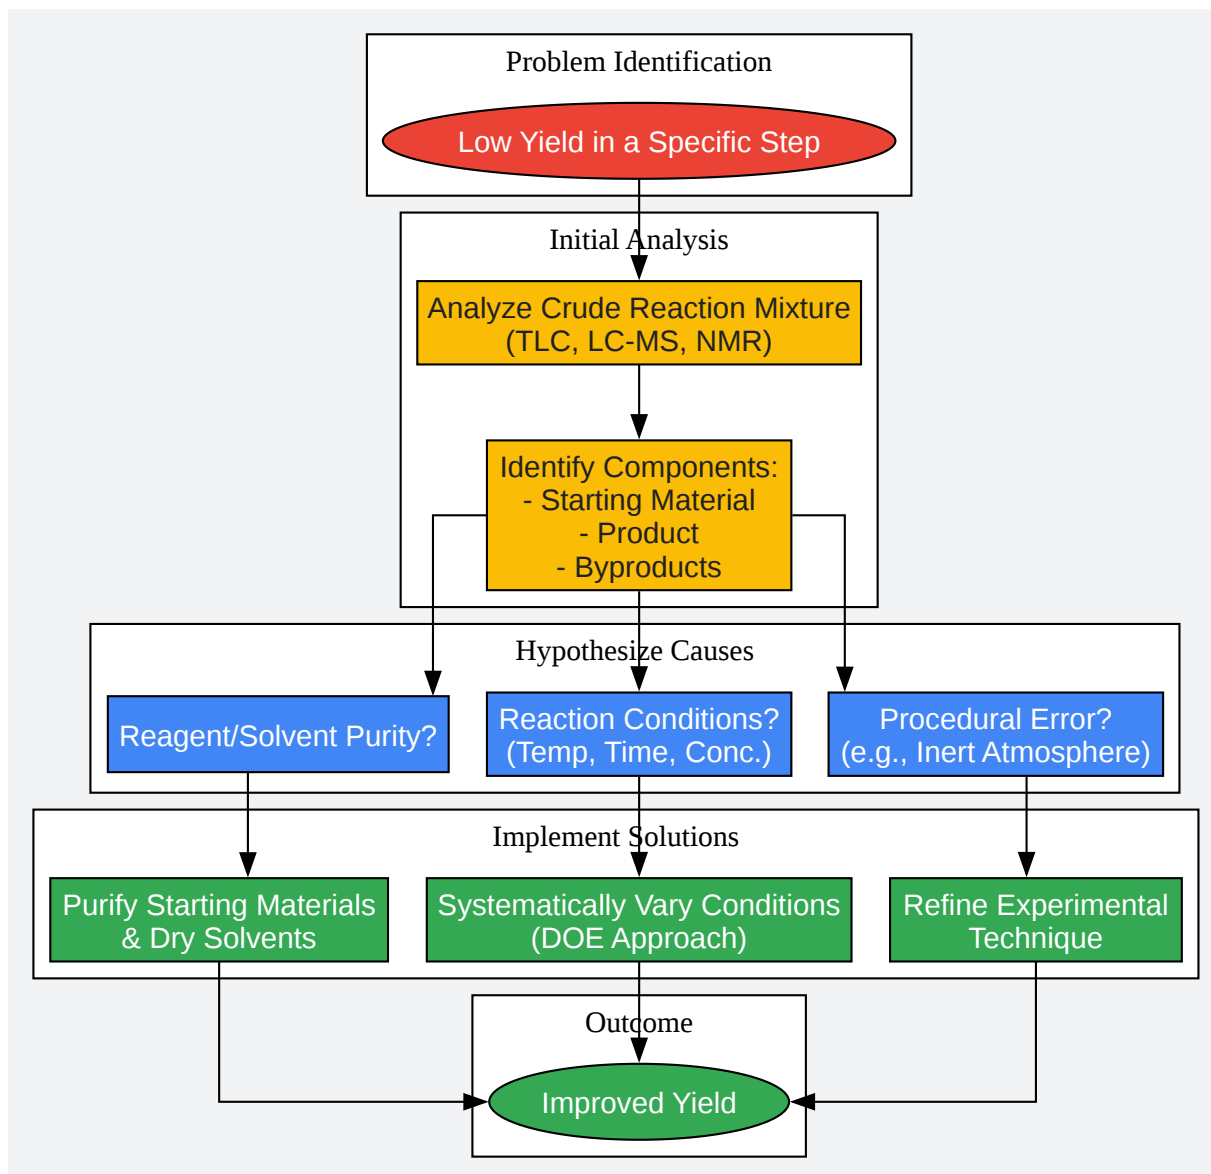 Problem Identification
Low Yield in a Specific Step
Initial Analysis
Analyze Crude Reaction Mixture
(TLC, LC-MS, NMR)
Identify Components:
- Starting Material
- Product
- Byproducts
Hypothesize Causes
Reagent/Solvent Purity?
Reaction Conditions?
(Temp, Time, Conc.)
Procedural Error?
(e.g., Inert Atmosphere)
Implement Solutions
Purify Starting Materials
& Dry Solvents
Systematically Vary Conditions
(DOE Approach)
Refine Experimental
Technique
Outcome
Improved Yield